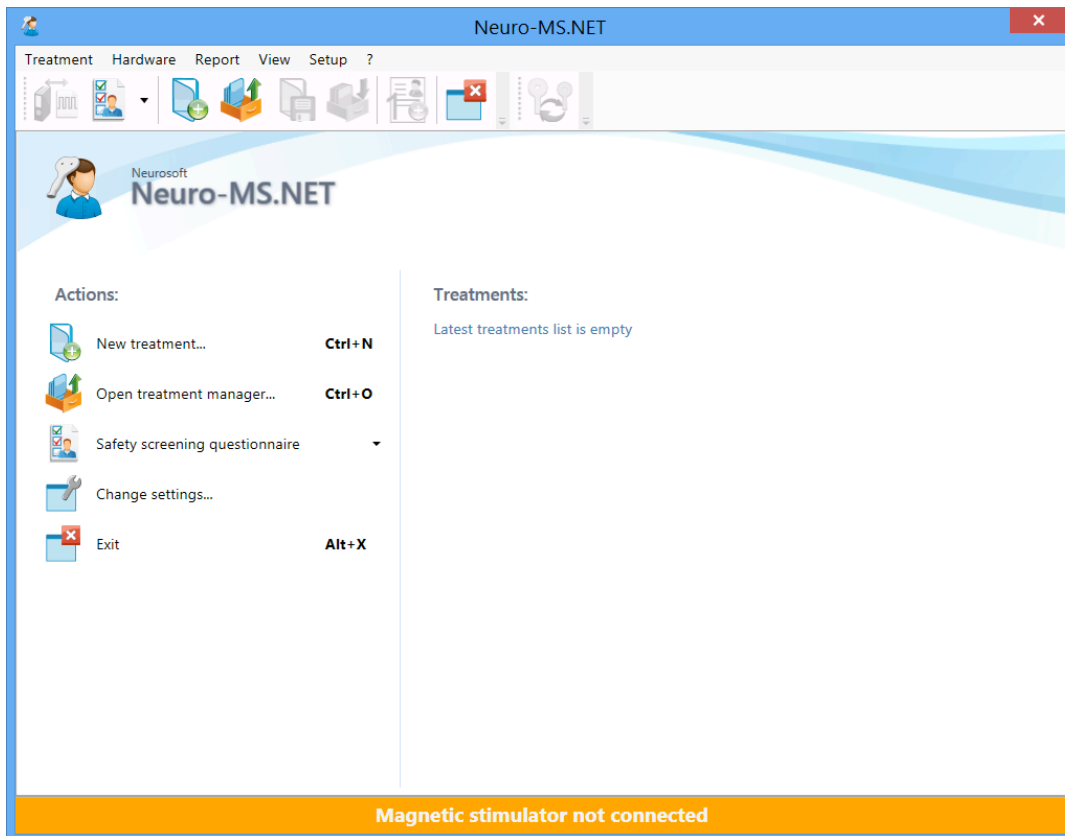 Neuro-MS.NET
Treatment Hardware Report View Setup ?
Neurosoft
Neuro-MS.NET
Actions:
New treatment... Ctrl+N
Open treatment manager... Ctrl+O
Safety screening questionnaire
Change settings...
Exit Alt+X
Treatments:
Latest treatments list is empty
Magnetic stimulator not connected